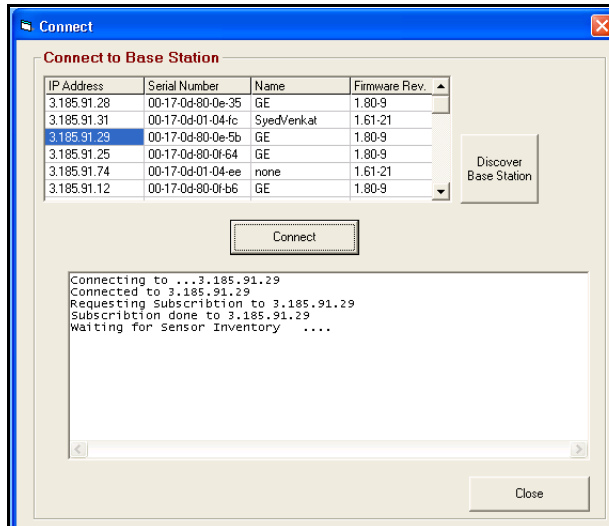 Connect
Connect to Base Station
IP Address Serial Number Name Firmware Rev.
3.185.91.28 00-17-0d-80-0e-35 GE 1.80-9
3.185.91.31 00-17-0d-01-04-fc SyedVenkat 1.61-21
3.185.91.29 00-17-0d-80-0e-5b GE 1.80-9
3.185.91.25 00-17-0d-80-0f-64 GE 1.80-9
3.185.91.74 00-17-0d-01-04-ee none 1.61-21
3.185.91.12 00-17-0d-80-0f-b6 GE 1.80-9
Discover
Base Station
Connect
Connecting to ...3.185.91.29
Connected to 3.185.91.29
Requesting Subscribtion to 3.185.91.29
Subscribtion done to 3.185.91.29
Waiting for Sensor Inventory ....
Close